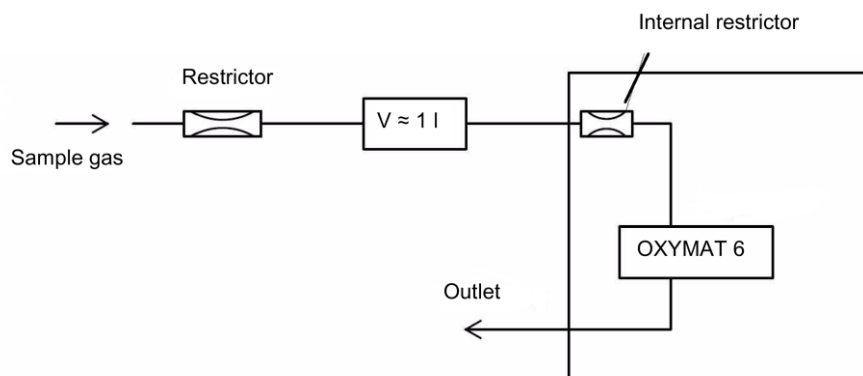 Internal restrictor
Restrictor
V ≈ 1 l
Sample gas
OXYMAT 6
Outlet